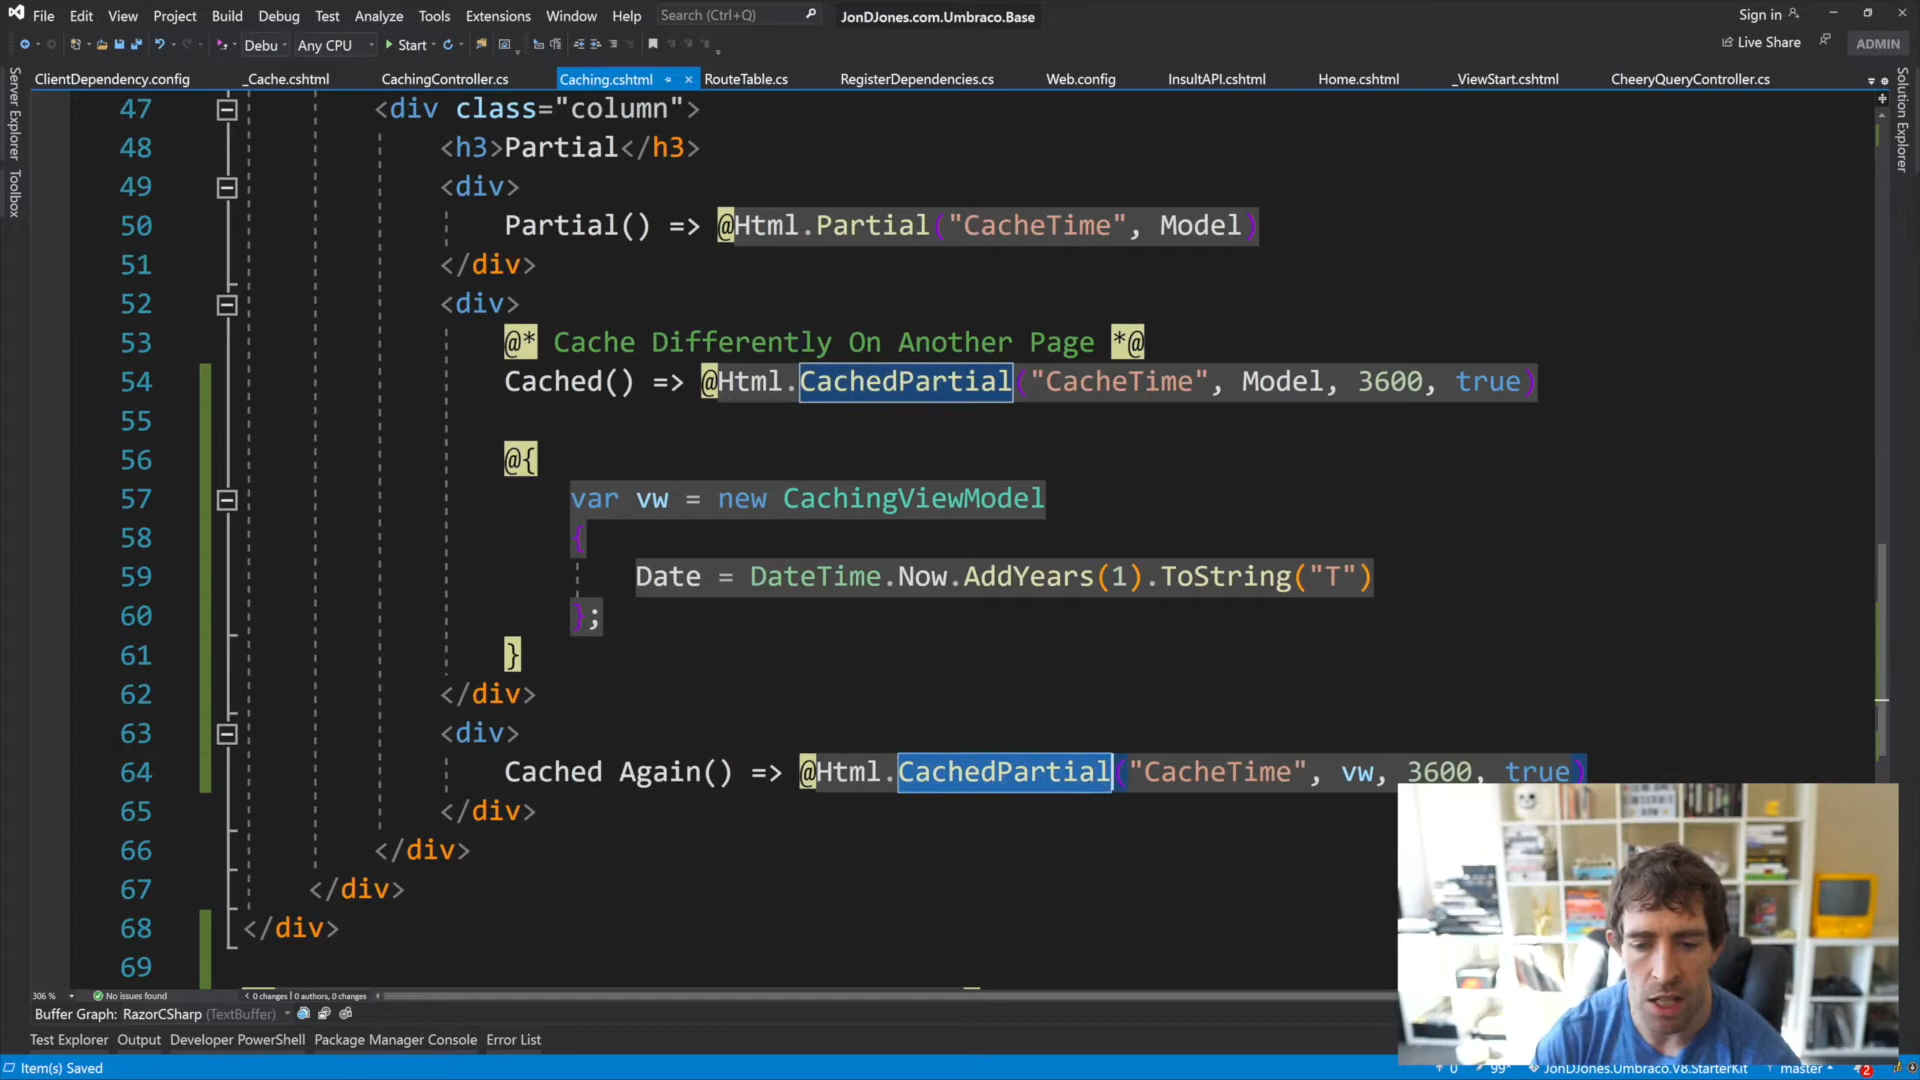 File Edit View Project Build Debug Test Analyze Tools Extensions Window Help Search (Ctrl+Q) JonDJones.com.Umbraco.Base Sign in
Debu Any CPU Start Live Share ADMIN
ClientDependency.config _Cache.cshtml CachingController.cs Caching.cshtml RouteTable.cs RegisterDependencies.cs Web.config InsultAPI.cshtml Home.cshtml _ViewStart.cshtml CheeryQueryController.cs
Server Explorer
Toolbox
Solution Explorer
47 <div class="column">
48 <h3>Partial</h3>
49 <div>
50 Partial() => @Html.Partial("CacheTime", Model)
51 </div>
52 <div>
53 @* Cache Differently On Another Page *@
54 Cached() => @Html.CachedPartial("CacheTime", Model, 3600, true)
55
56 @{
57 var vw = new CachingViewModel
58 {
59 Date = DateTime.Now.AddYears(1).ToString("T")
60 };
61 }
62 </div>
63 <div>
64 Cached Again() => @Html.CachedPartial("CacheTime", vw, 3600, true)
65 </div>
66 </div>
67 </div>
68 </div>
69
306 % No issues found 0 changes | 0 authors, 0 changes
Buffer Graph: RazorCSharp (TextBuffer)
Test Explorer Output Developer PowerShell Package Manager Console Error List
Item(s) Saved 0 99+ JonDJones.Umbraco.V8.StarterKit master 2